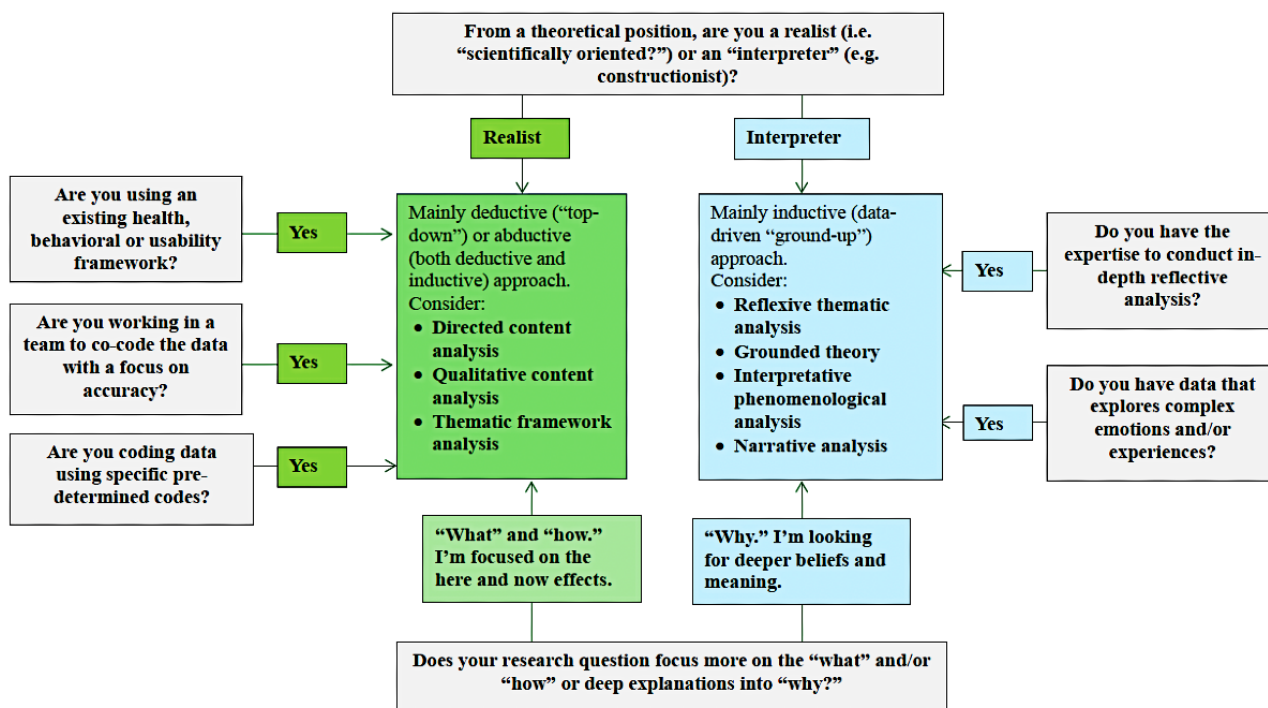 From a theoretical position, are you a realist (i.e.
“scientifically oriented?”) or an “interpreter” (e.g.
constructionist)?
Realist
Interpreter
Are you using an
existing health,
behavioral or usability
framework?
Yes
Are you working in a
team to co-code the data
with a focus on
accuracy?
Yes
Are you coding data
using specific pre-
determined codes?
Yes
Mainly deductive (“top-
down”) or abductive
(both deductive and
inductive) approach.
Consider:
• Directed content
analysis
• Qualitative content
analysis
• Thematic framework
analysis
Mainly inductive (data-
driven “ground-up”)
approach.
Consider:
• Reflexive thematic
analysis
• Grounded theory
• Interpretative
phenomenological
analysis
• Narrative analysis
Yes
Do you have the
expertise to conduct in-
depth reflective
analysis?
Yes
Do you have data that
explores complex
emotions and/or
experiences?
“What” and “how.”
I’m focused on the
here and now effects.
“Why.” I’m looking
for deeper beliefs and
meaning.
Does your research question focus more on the “what” and/or
“how” or deep explanations into “why?”